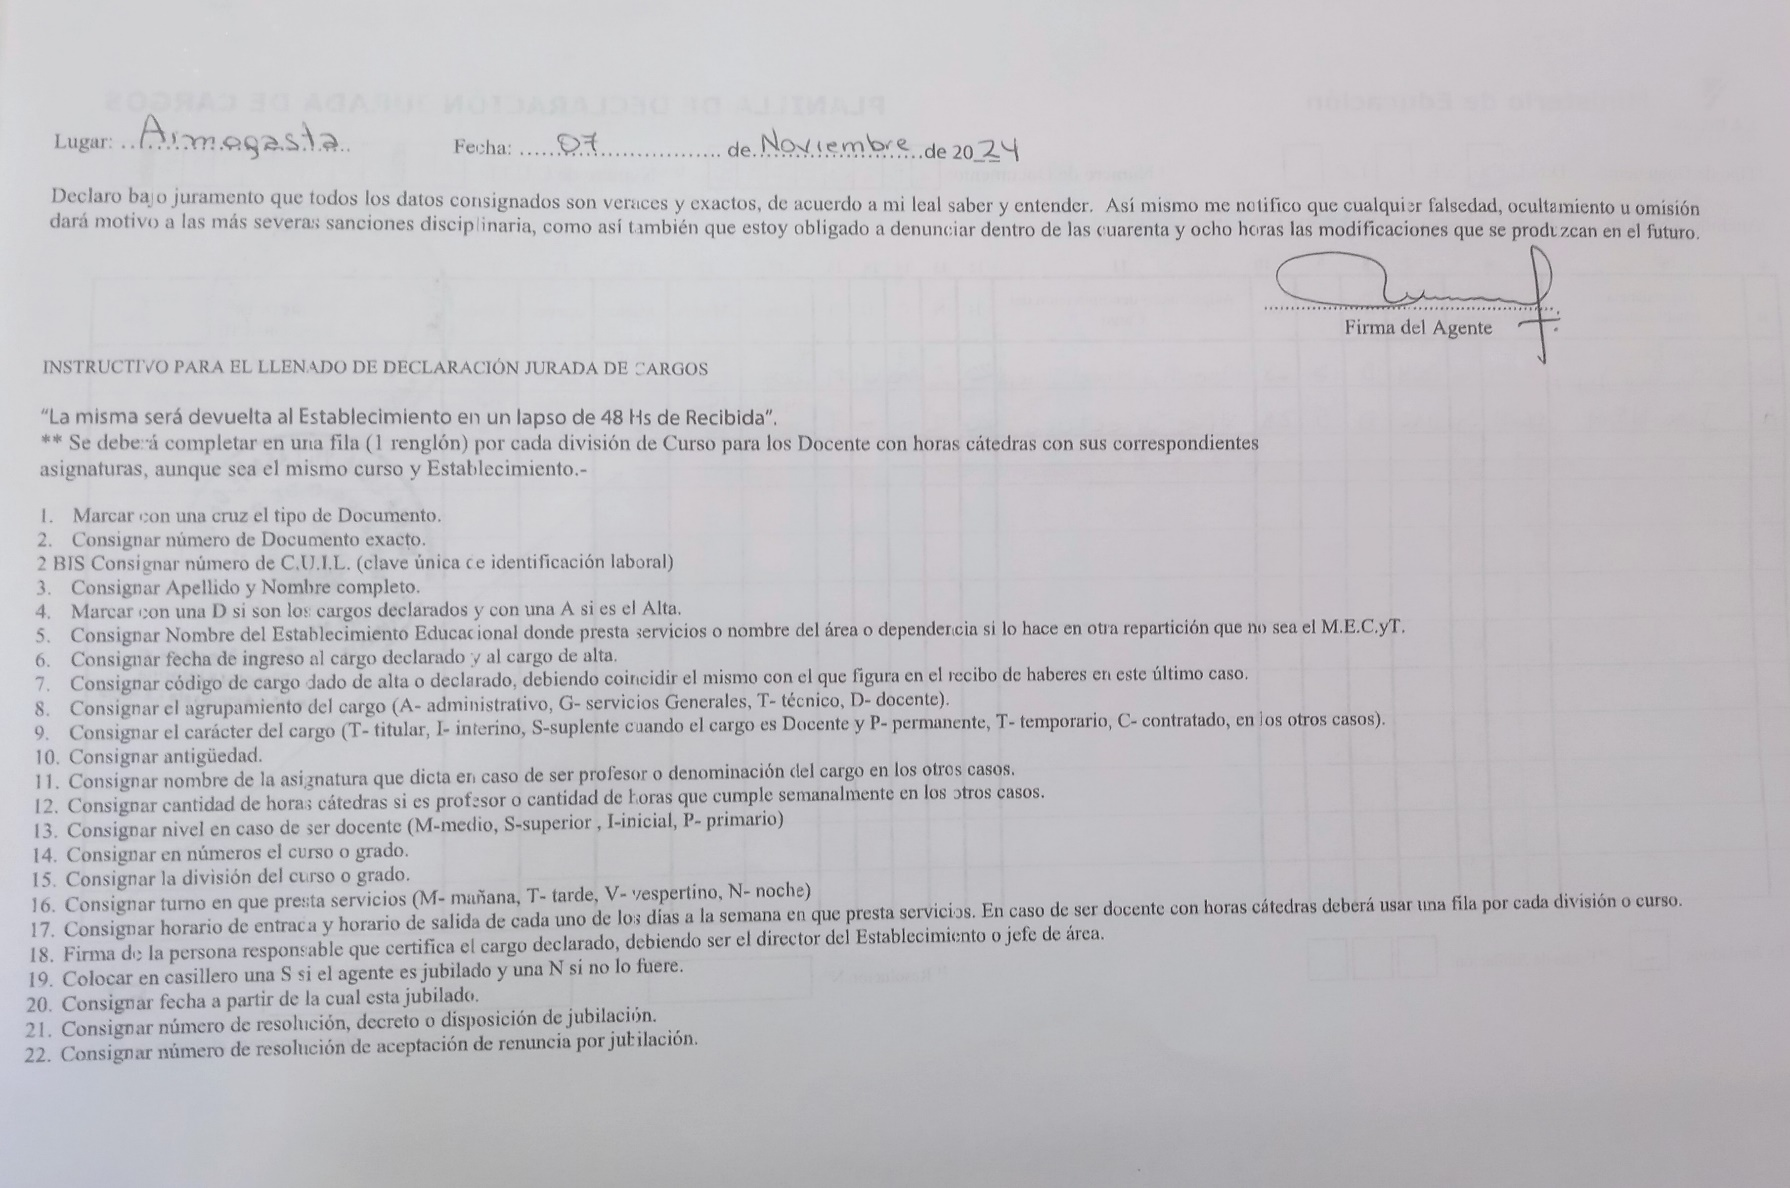 Lugar: Aimogasta Fecha: 07 de Noviembre de 2024
Declaro bajo juramento que todos los datos consignados son veraces y exactos, de acuerdo a mi leal saber y entender. Así mismo me notifico que cualquier falsedad, ocultamiento u omisión
dará motivo a las más severas sanciones disciplinaria, como así también que estoy obligado a denunciar dentro de las cuarenta y ocho horas las modificaciones que se produzcan en el futuro.
Firma del Agente
INSTRUCTIVO PARA EL LLENADO DE DECLARACIÓN JURADA DE CARGOS
“La misma será devuelta al Establecimiento en un lapso de 48 Hs de Recibida”.
** Se deberá completar en una fila (1 renglón) por cada división de Curso para los Docente con horas cátedras con sus correspondientes
asignaturas, aunque sea el mismo curso y Establecimiento.-
1. Marcar con una cruz el tipo de Documento.
2. Consignar número de Documento exacto.
2 BIS Consignar número de C.U.I.L. (clave única de identificación laboral)
3. Consignar Apellido y Nombre completo.
4. Marcar con una D si son los cargos declarados y con una A si es el Alta.
5. Consignar Nombre del Establecimiento Educacional donde presta servicios o nombre del área o dependencia si lo hace en otra repartición que no sea el M.E.C.yT.
6. Consignar fecha de ingreso al cargo declarado y al cargo de alta.
7. Consignar código de cargo dado de alta o declarado, debiendo coincidir el mismo con el que figura en el recibo de haberes en este último caso.
8. Consignar el agrupamiento del cargo (A- administrativo, G- servicios Generales, T- técnico, D- docente).
9. Consignar el carácter del cargo (T- titular, I- interino, S-suplente cuando el cargo es Docente y P- permanente, T- temporario, C- contratado, en los otros casos).
10. Consignar antigüedad.
11. Consignar nombre de la asignatura que dicta en caso de ser profesor o denominación del cargo en los otros casos.
12. Consignar cantidad de horas cátedras si es profesor o cantidad de horas que cumple semanalmente en los otros casos.
13. Consignar nivel en caso de ser docente (M-medio, S-superior , I-inicial, P- primario)
14. Consignar en números el curso o grado.
15. Consignar la división del curso o grado.
16. Consignar turno en que presta servicios (M- mañana, T- tarde, V- vespertino, N- noche)
17. Consignar horario de entraca y horario de salida de cada uno de los días a la semana en que presta servicios. En caso de ser docente con horas cátedras deberá usar una fila por cada división o curso.
18. Firma de la persona responsable que certifica el cargo declarado, debiendo ser el director del Establecimiento o jefe de área.
19. Colocar en casillero una S si el agente es jubilado y una N si no lo fuere.
20. Consignar fecha a partir de la cual esta jubilado.
21. Consignar número de resolución, decreto o disposición de jubilación.
22. Consignar número de resolución de aceptación de renuncia por jubilación.